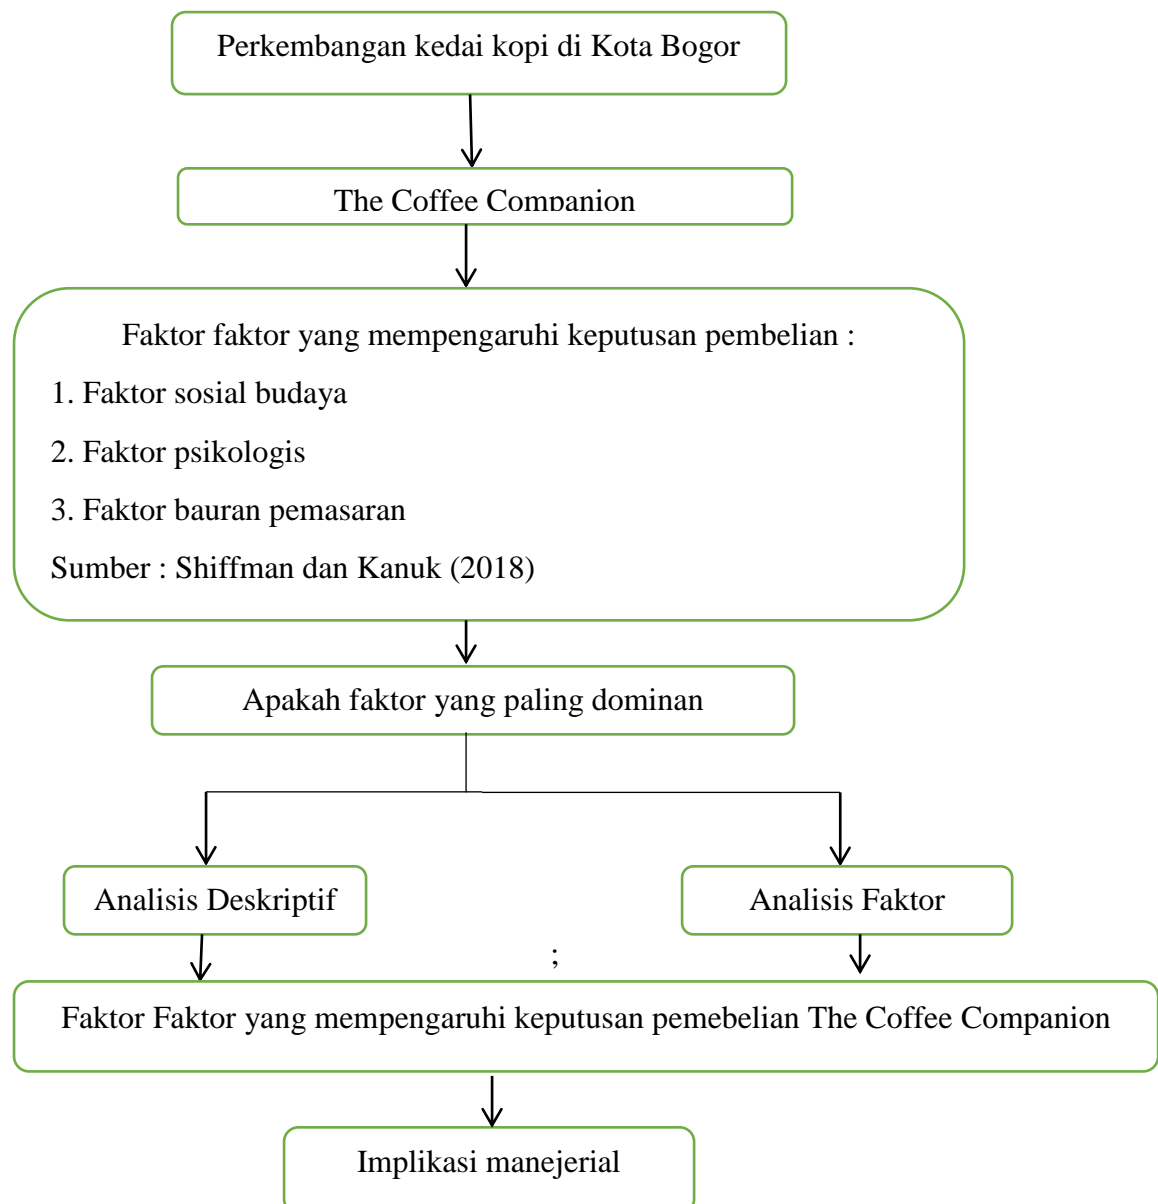 Perkembangan kedai kopi di Kota Bogor
The Coffee Companion
Faktor faktor yang mempengaruhi keputusan pembelian :
1. Faktor sosial budaya
2. Faktor psikologis
3. Faktor bauran pemasaran
Sumber : Shiffman dan Kanuk (2018)
Apakah faktor yang paling dominan
Analisis Deskriptif
Analisis Faktor
;
Faktor Faktor yang mempengaruhi keputusan pemebelian The Coffee Companion
Implikasi manejerial